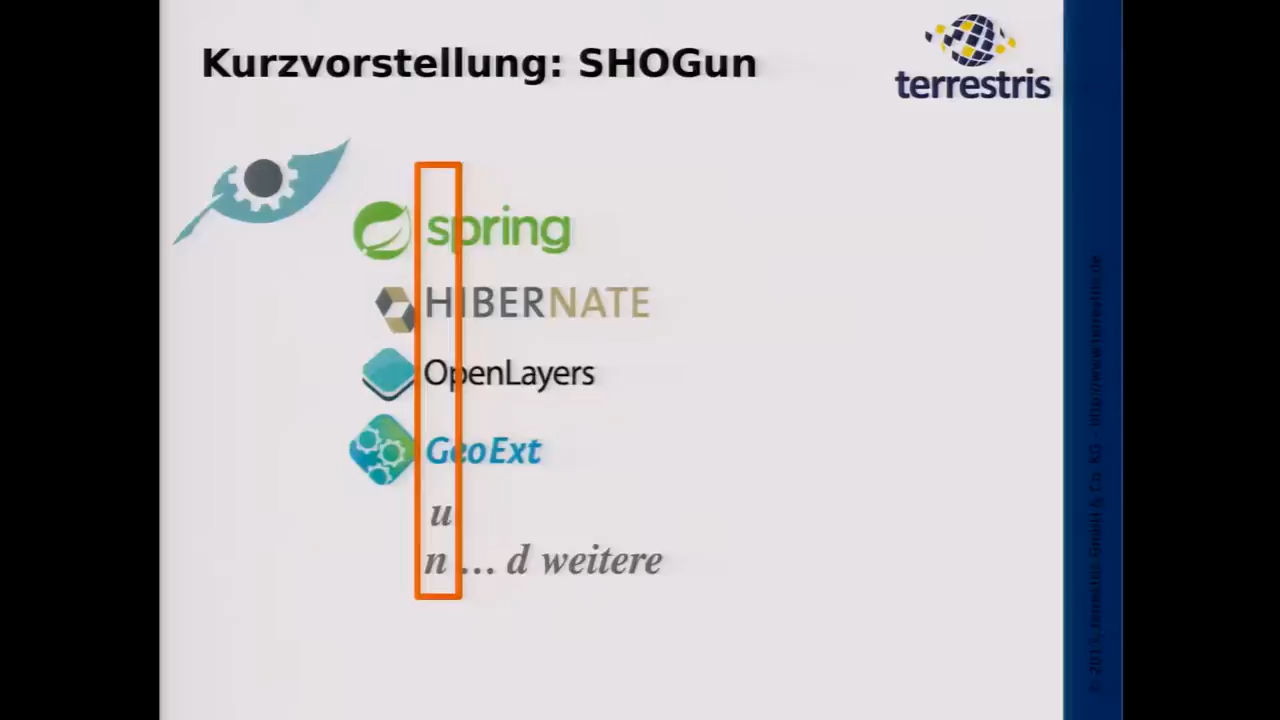 Kurzvorstellung: SHOGun
terrestris
spring
HIBERNATE
OpenLayers
GeoExt
u
n ... d weitere